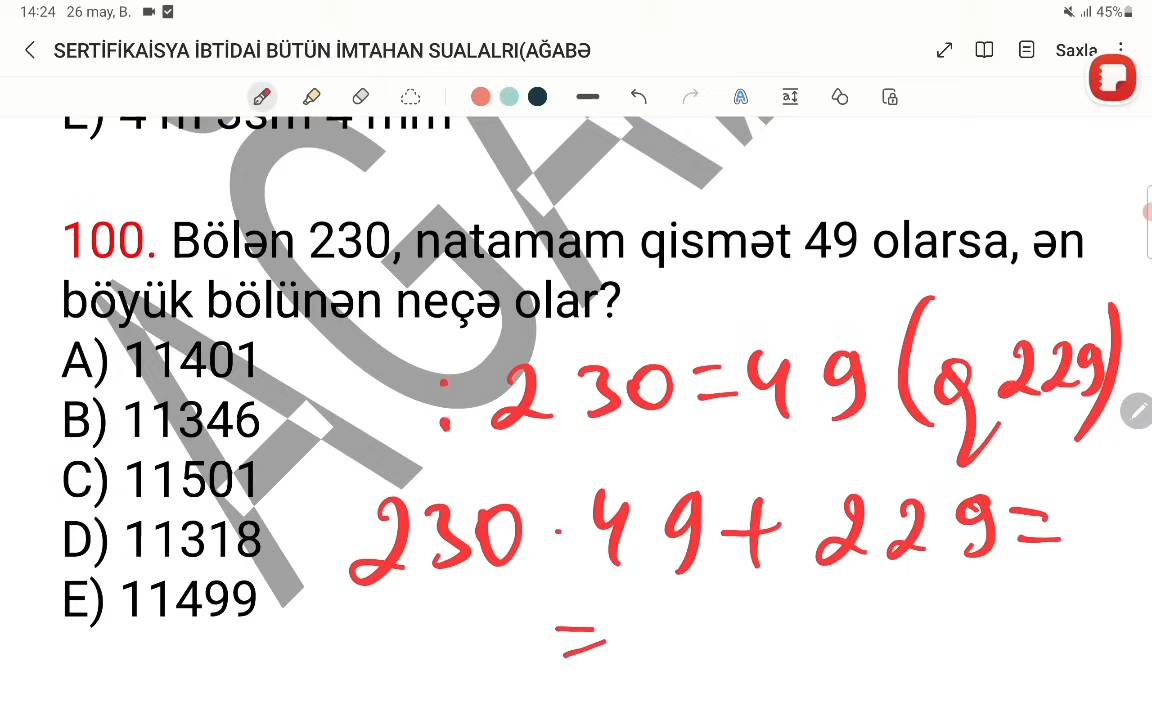 14:24 26 may, B. 45%
SERTİFİKAİSYA İBTİDAİ BÜTÜN İMTAHAN SUALALRI(AĞABƏ
Saxla
100. Bölən 230, natamam qismət 49 olarsa, ən
böyük bölünən neçə olar?
A) 11401
B) 11346
C) 11501
D) 11318
E) 11499
: 230=49(q229)
230·49+229=
=